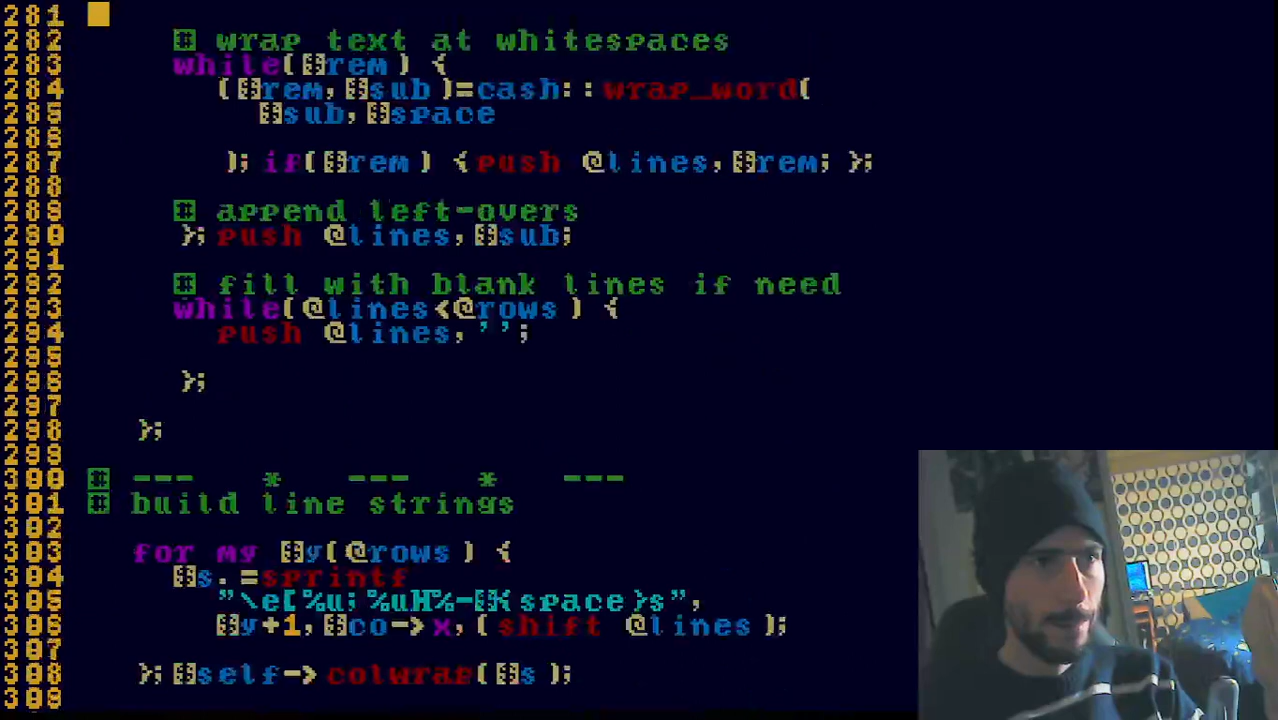 281
282 # wrap text at whitespaces
283 while($rem) {
284 ($rem,$sub)=cash::wrap_word(
285 $sub,$space
286
287 ); if($rem) {push @lines,$rem; };
288
289 # append left-overs
290 }; push @lines,$sub;
291
292 # fill with blank lines if need
293 while(@lines<@rows) {
294 push @lines,'';
295
296 };
297
298 };
299
300 # --- * --- * ---
301 # build line strings
302
303 for my $y(@rows) {
304 $s.=sprintf
305 "\e[%u;%uH%-${space}s",
306 $y+1,$co->x,(shift @lines);
307
308 }; $self->colwrap($s);
309